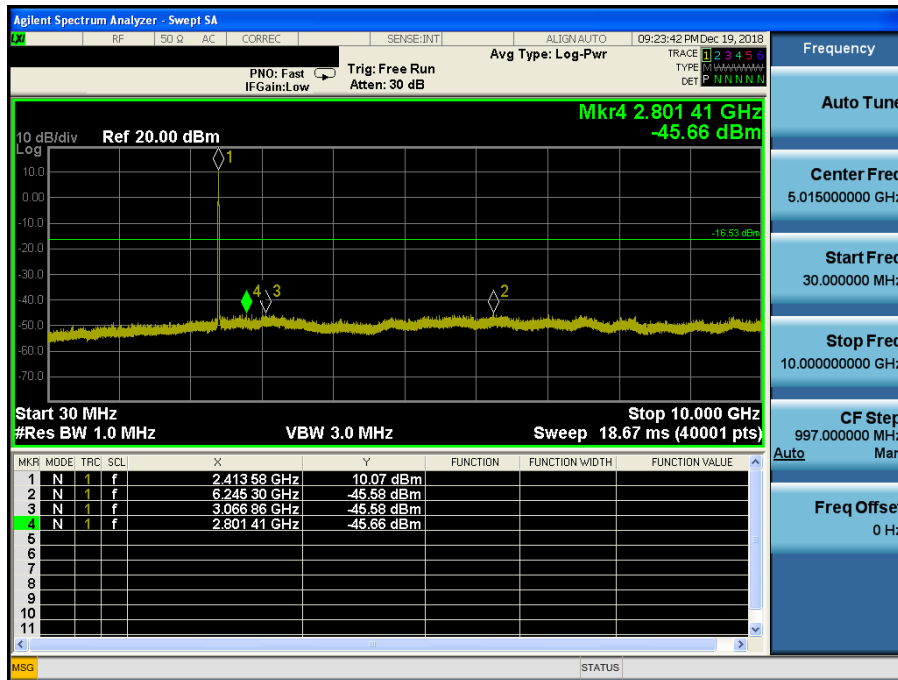 Agilent Spectrum Analyzer - Swept SA
LXI RF 50 Ω AC CORREC SENSE:INT ALIGN AUTO 09:23:42 PM Dec 19, 2018
Avg Type: Log-Pwr
TRACE 1 2 3 4 5 6
PNO: Fast Trig: Free Run
TYPE M WWWWW
IFGain:Low Atten: 30 dB
DET P N N N N N
Mkr4 2.801 41 GHz
-45.66 dBm
10 dB/div Ref 20.00 dBm
Log
1
10.0
0.00
-10.0
-16.53 dBm
-20.0
-30.0
4 3 2
-40.0
-50.0
-60.0
-70.0
Start 30 MHz Stop 10.000 GHz
#Res BW 1.0 MHz VBW 3.0 MHz Sweep 18.67 ms (40001 pts)
MKR MODE TRC SCL X Y FUNCTION FUNCTION WIDTH FUNCTION VALUE
1 N 1 f 2.413 58 GHz 10.07 dBm
2 N 1 f 6.245 30 GHz -45.58 dBm
3 N 1 f 3.066 86 GHz -45.58 dBm
4 N 1 f 2.801 41 GHz -45.66 dBm
5
6
7
8
9
10
11
MSG STATUS
Frequency
Auto Tune
Center Freq
5.015000000 GHz
Start Freq
30.000000 MHz
Stop Freq
10.000000000 GHz
CF Step
997.000000 MHz
Auto Man
Freq Offset
0 Hz